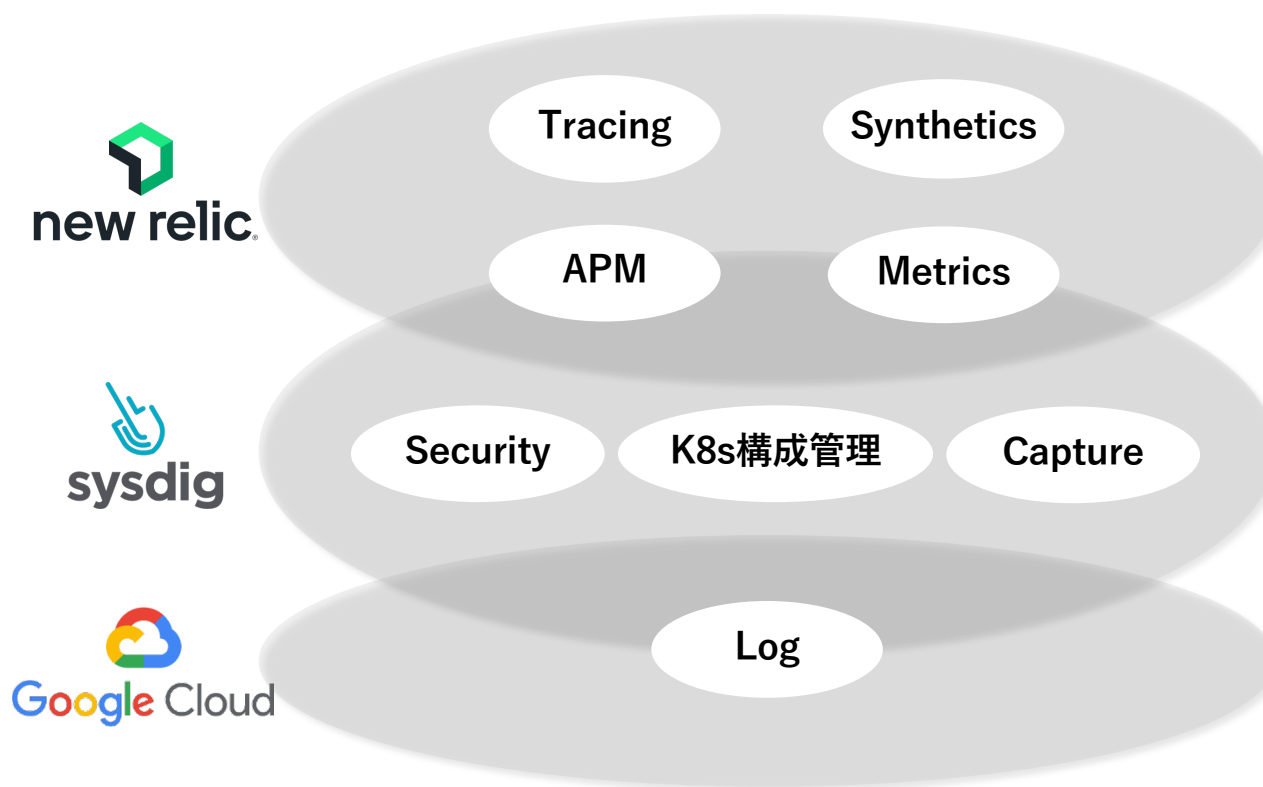 Tracing
Synthetics
new relic®
APM
Metrics
sysdig
Security
K8s構成管理
Capture
Google Cloud
Log